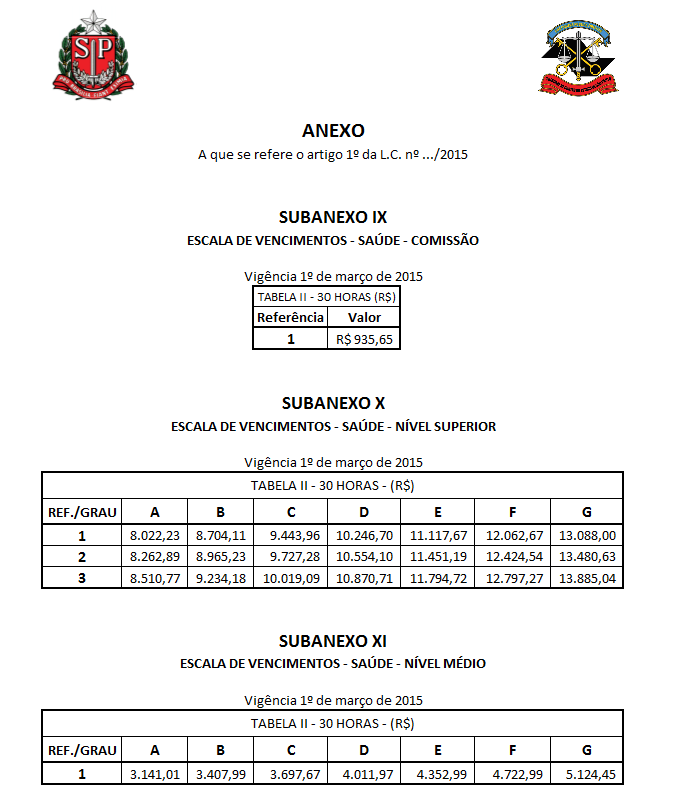 SP
ANEXO
A que se refere o artigo 1º da L.C. nº .../2015
SUBANEXO IX
ESCALA DE VENCIMENTOS - SAÚDE - COMISSÃO
Vigência 1º de março de 2015
TABELA II - 30 HORAS (R$)
Referência Valor
1 R$ 935,65
SUBANEXO X
ESCALA DE VENCIMENTOS - SAÚDE - NÍVEL SUPERIOR
Vigência 1º de março de 2015
TABELA II - 30 HORAS - (R$)
REF./GRAU A B C D E F G
1 8.022,23 8.704,11 9.443,96 10.246,70 11.117,67 12.062,67 13.088,00
2 8.262,89 8.965,23 9.727,28 10.554,10 11.451,19 12.424,54 13.480,63
3 8.510,77 9.234,18 10.019,09 10.870,71 11.794,72 12.797,27 13.885,04
SUBANEXO XI
ESCALA DE VENCIMENTOS - SAÚDE - NÍVEL MÉDIO
Vigência 1º de março de 2015
TABELA II - 30 HORAS - (R$)
REF./GRAU A B C D E F G
1 3.141,01 3.407,99 3.697,67 4.011,97 4.352,99 4.722,99 5.124,45